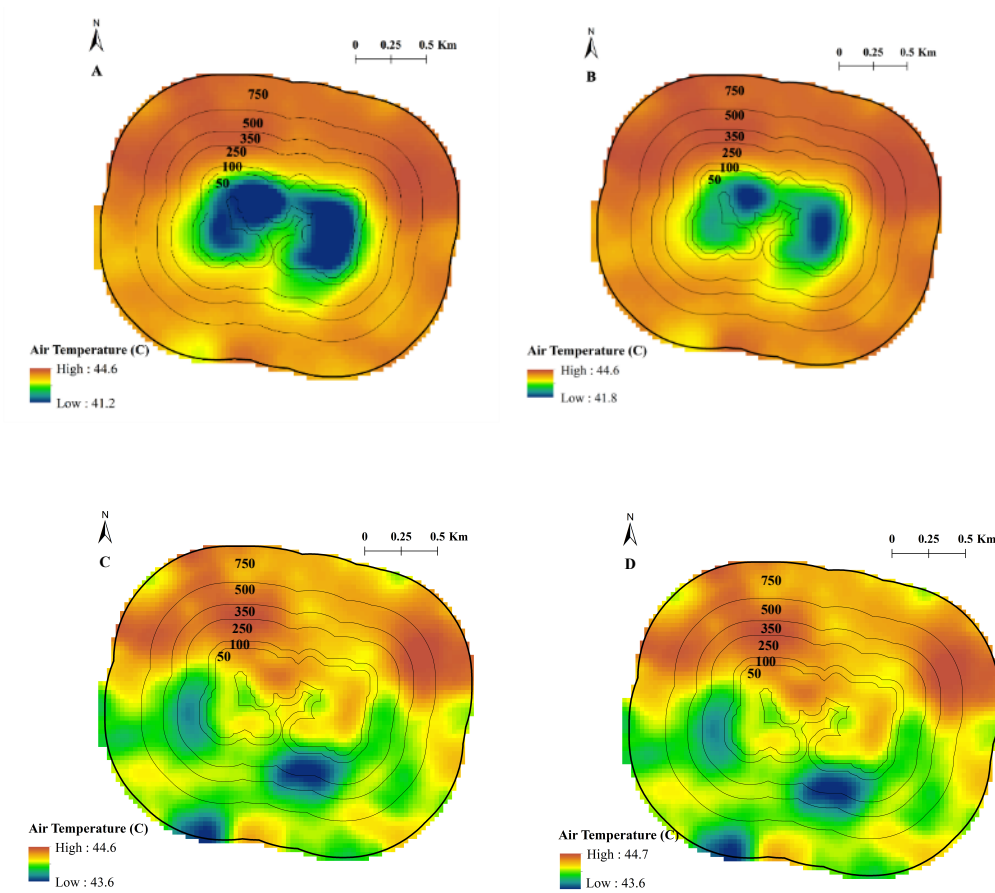 N
A
0 0.25 0.5 Km
750
500
350
250
100
50
Air Temperature (C)
High : 44.6
Low : 41.2
N
B
0 0.25 0.5 Km
750
500
350
250
100
50
Air Temperature (C)
High : 44.6
Low : 41.8
N
C
0 0.25 0.5 Km
750
500
350
250
100
50
Air Temperature (C)
High : 44.6
Low : 43.6
N
D
0 0.25 0.5 Km
750
500
350
250
100
50
Air Temperature (C)
High : 44.7
Low : 43.6